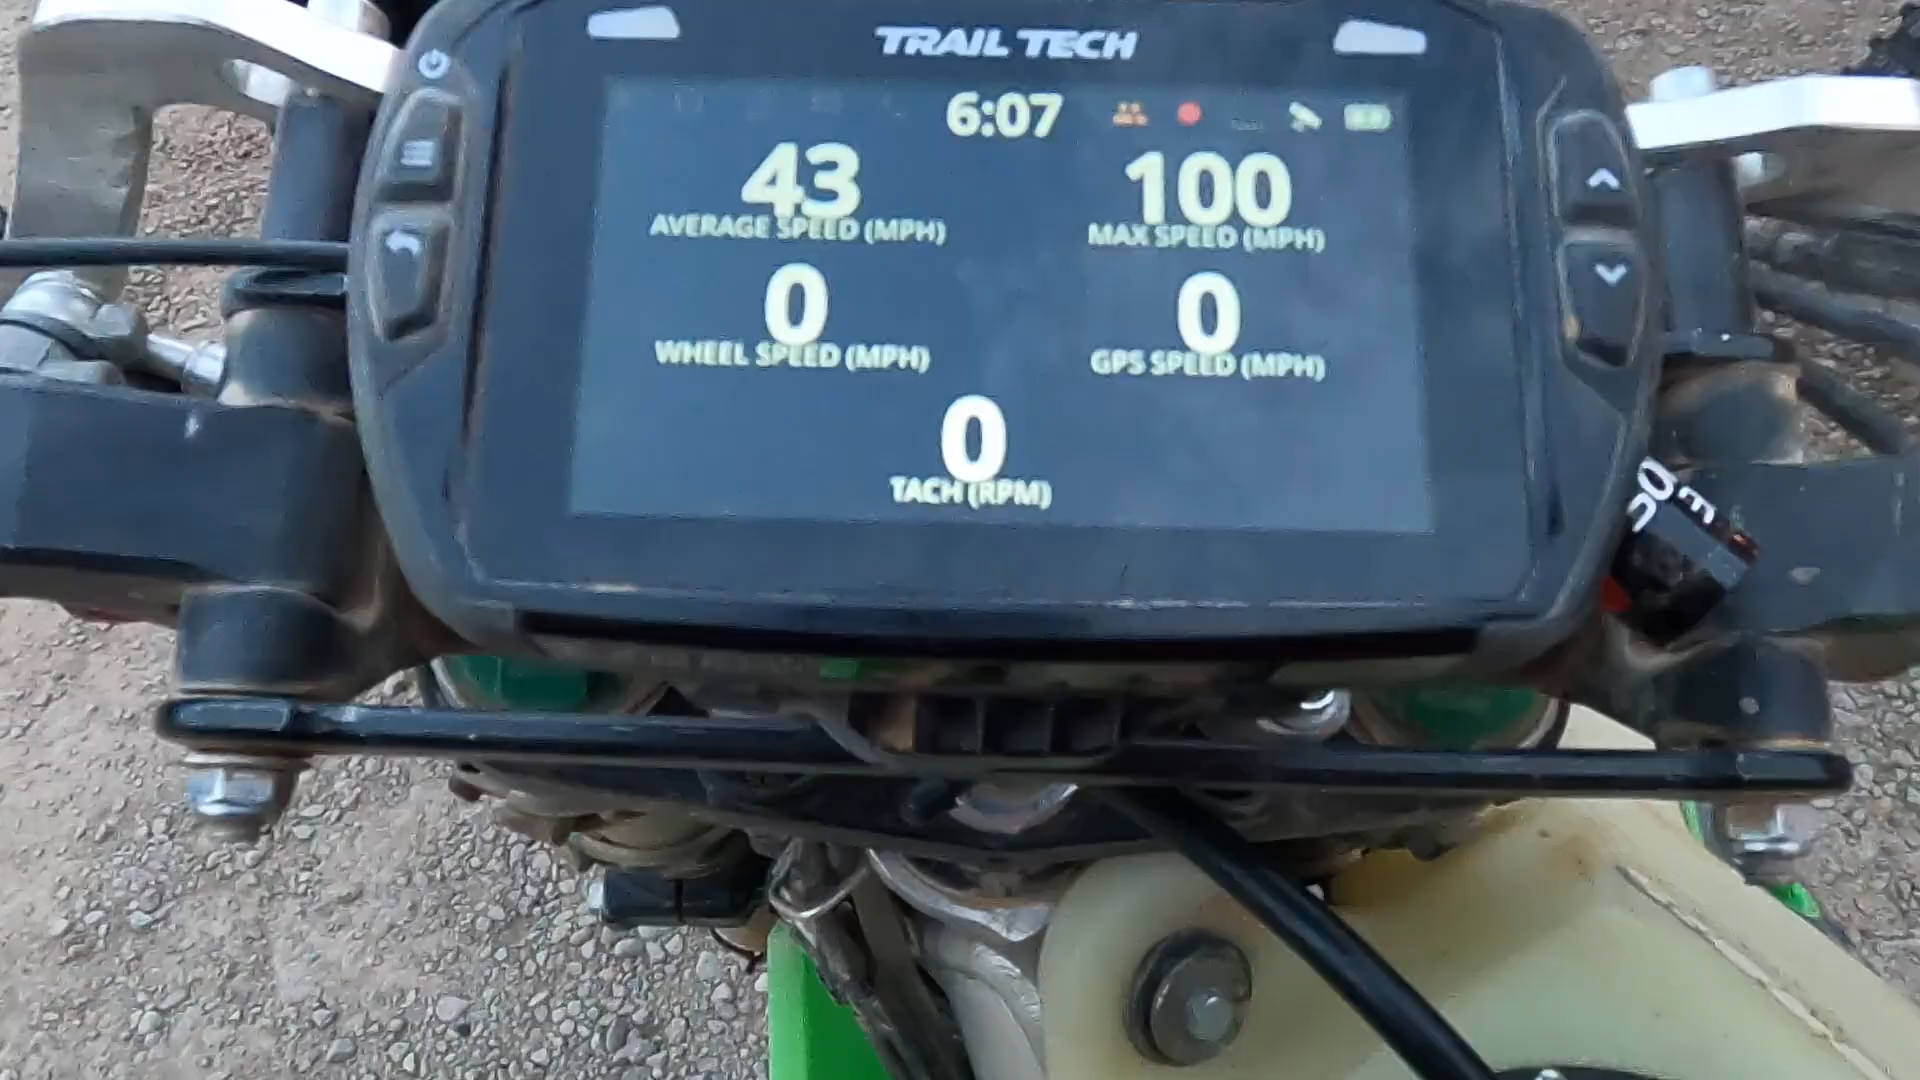 TRAIL TECH
6:07
43
AVERAGE SPEED (MPH)
100
MAX SPEED (MPH)
0
WHEEL SPEED (MPH)
0
GPS SPEED (MPH)
0
TACH (RPM)